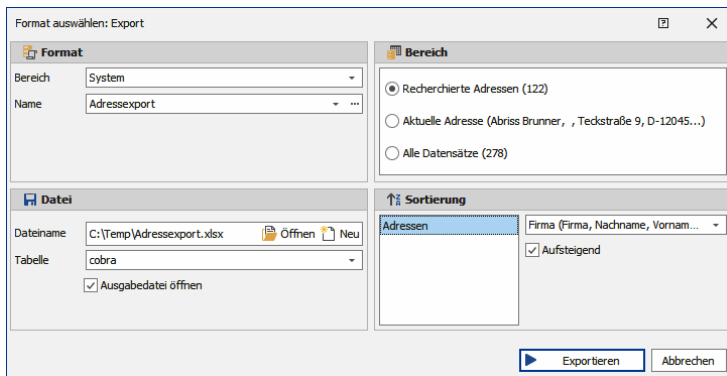 Format auswählen: Export
Format
Bereich System
Name Adressexport ...
Bereich
Recherchierte Adressen (122)
Aktuelle Adresse (Abriss Brunner, , Teckstraße 9, D-12045...)
Alle Datensätze (278)
Datei
Dateiname C:\Temp\Adressexport.xlsx Öffnen Neu
Tabelle cobra
Ausgabedatei öffnen
Sortierung
Adressen Firma (Firma, Nachname, Vornam...
Aufsteigend
Exportieren Abbrechen